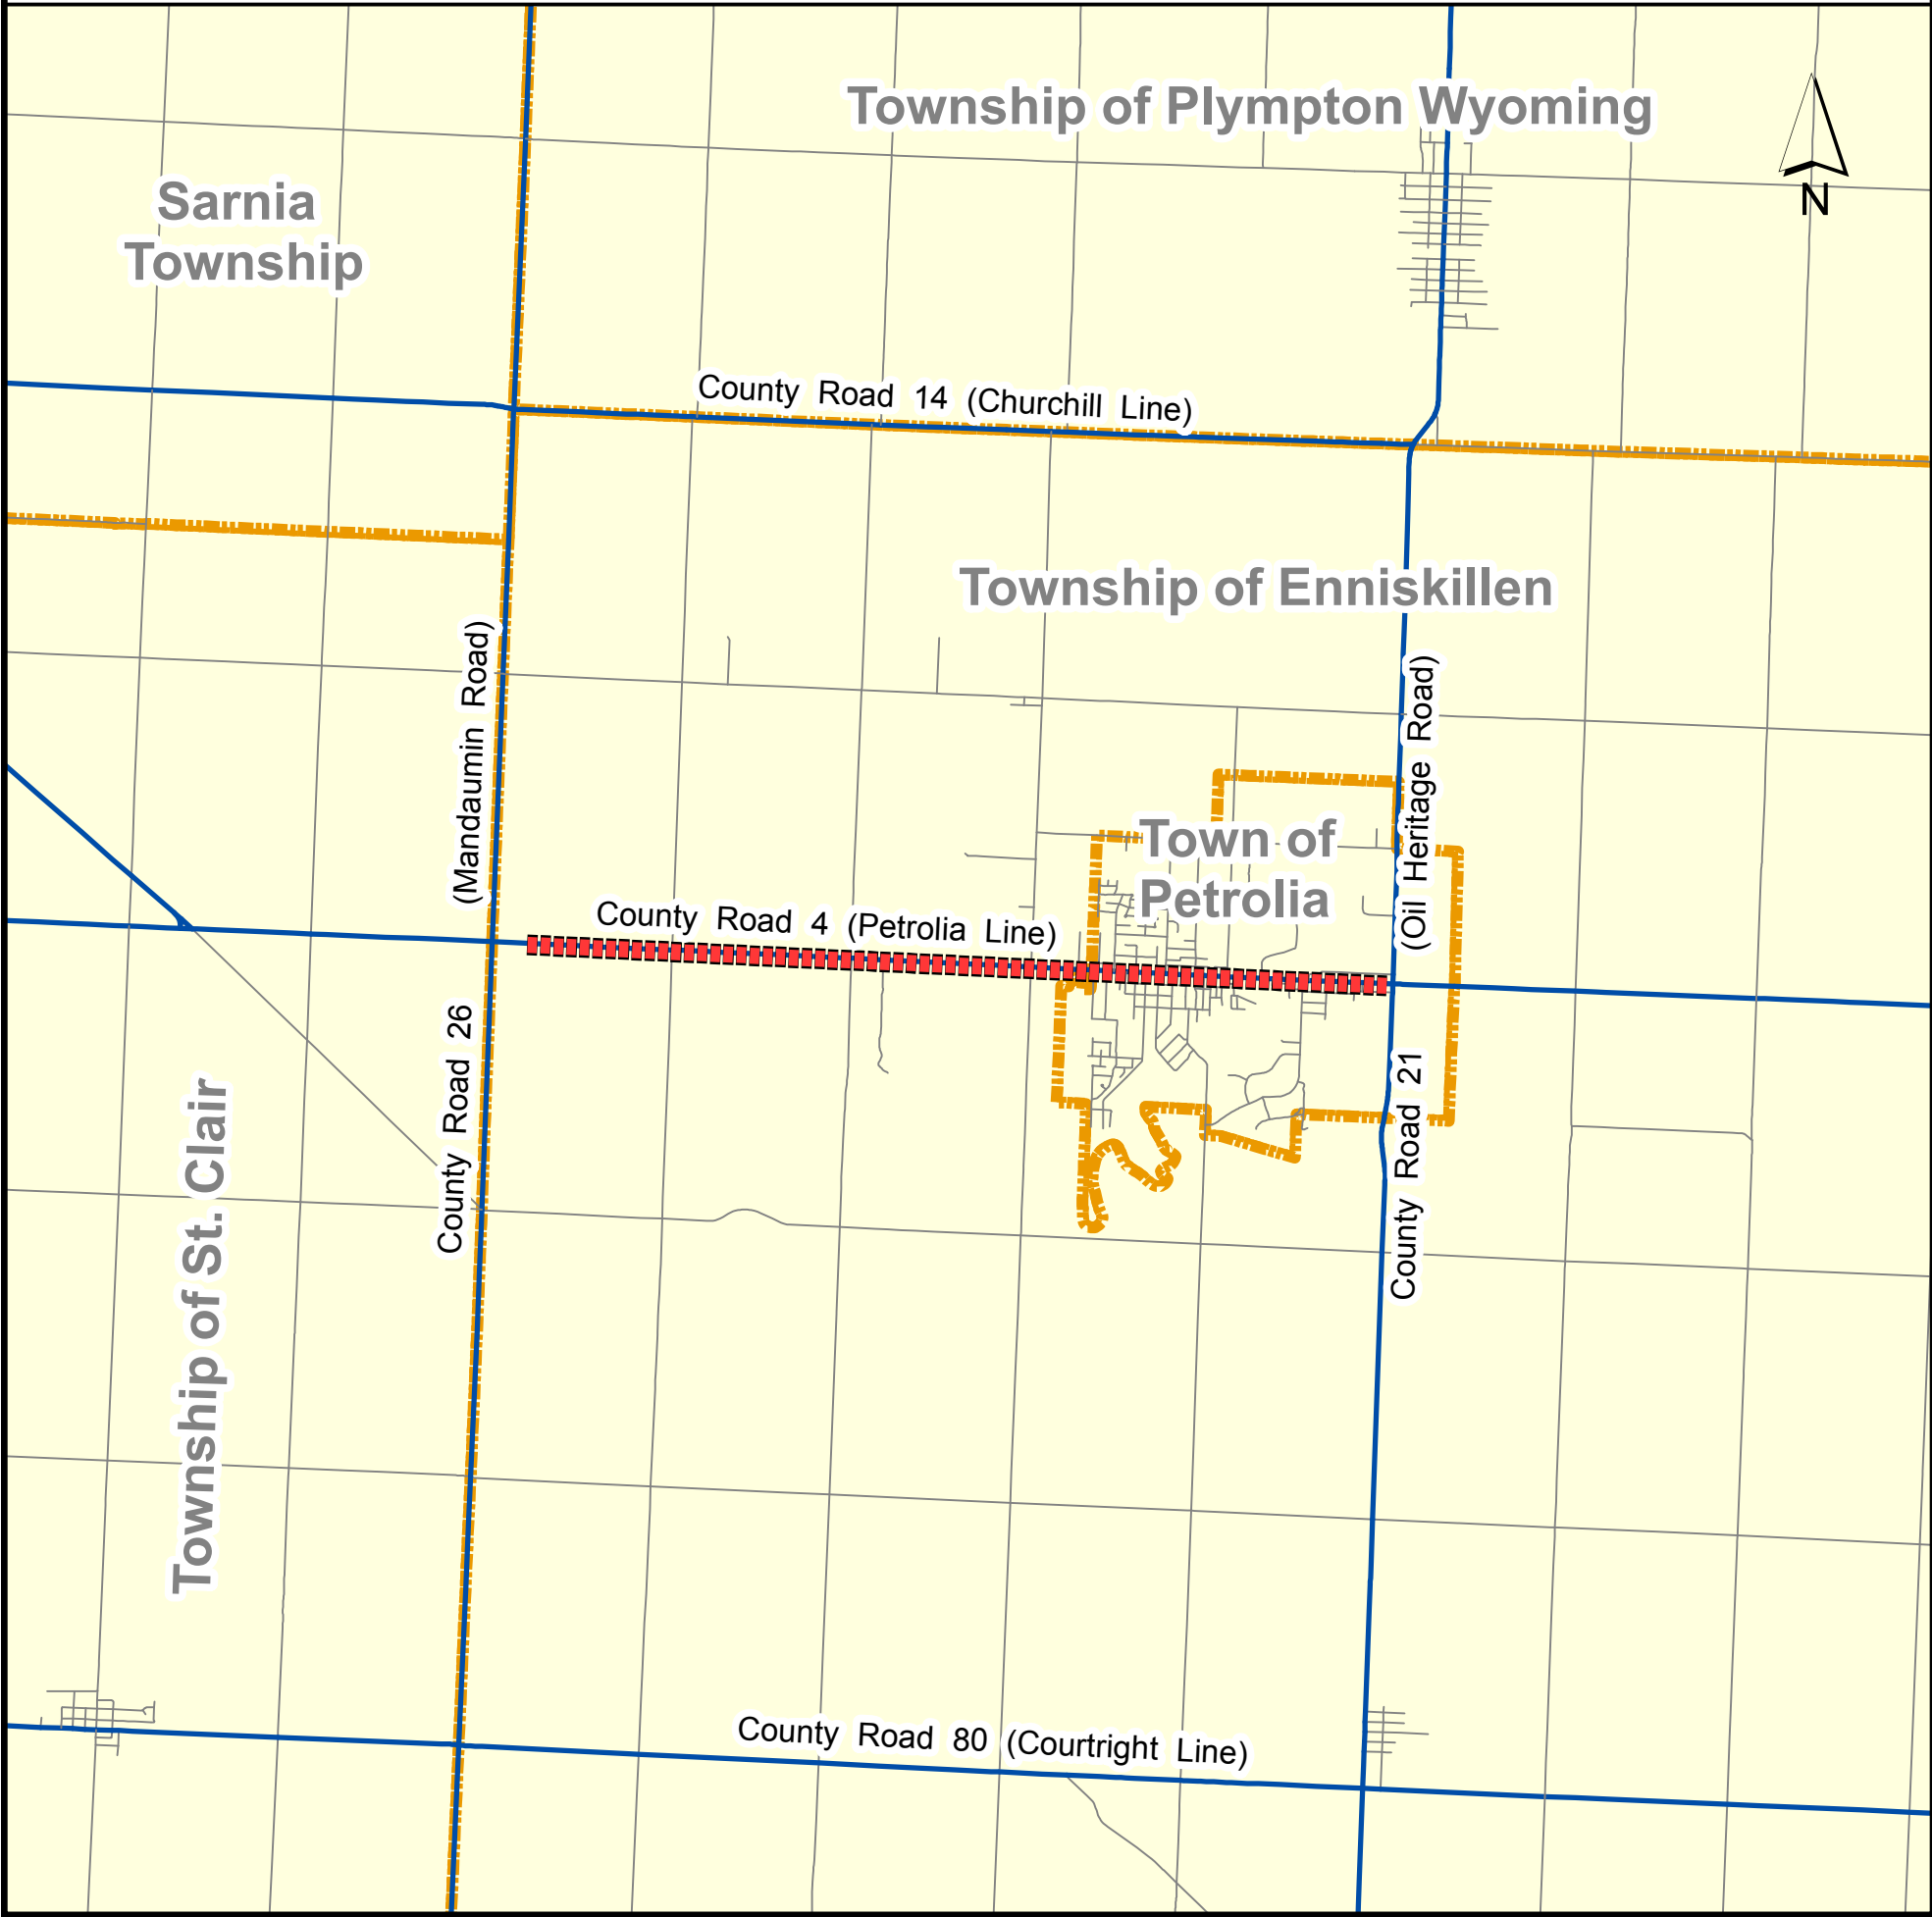 Township of Plympton Wyoming
N
Sarnia
Township
County Road 14 (Churchill Line)
Township of Enniskillen
(Mandaumin Road)
(Oil Heritage Road)
Town of
Petrolia
County Road 4 (Petrolia Line)
County Road 26
County Road 21
Township of St. Clair
County Road 80 (Courtright Line)